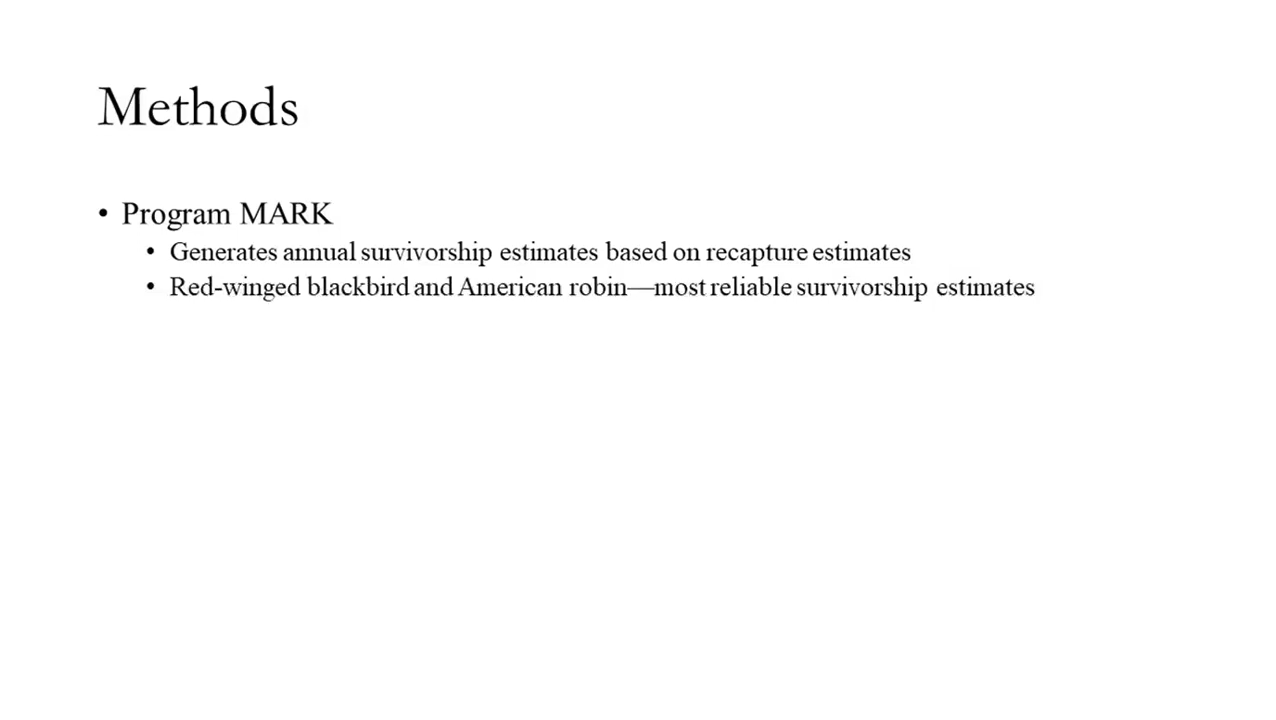 Methods
• Program MARK
• Generates annual survivorship estimates based on recapture estimates
• Red-winged blackbird and American robin—most reliable survivorship estimates